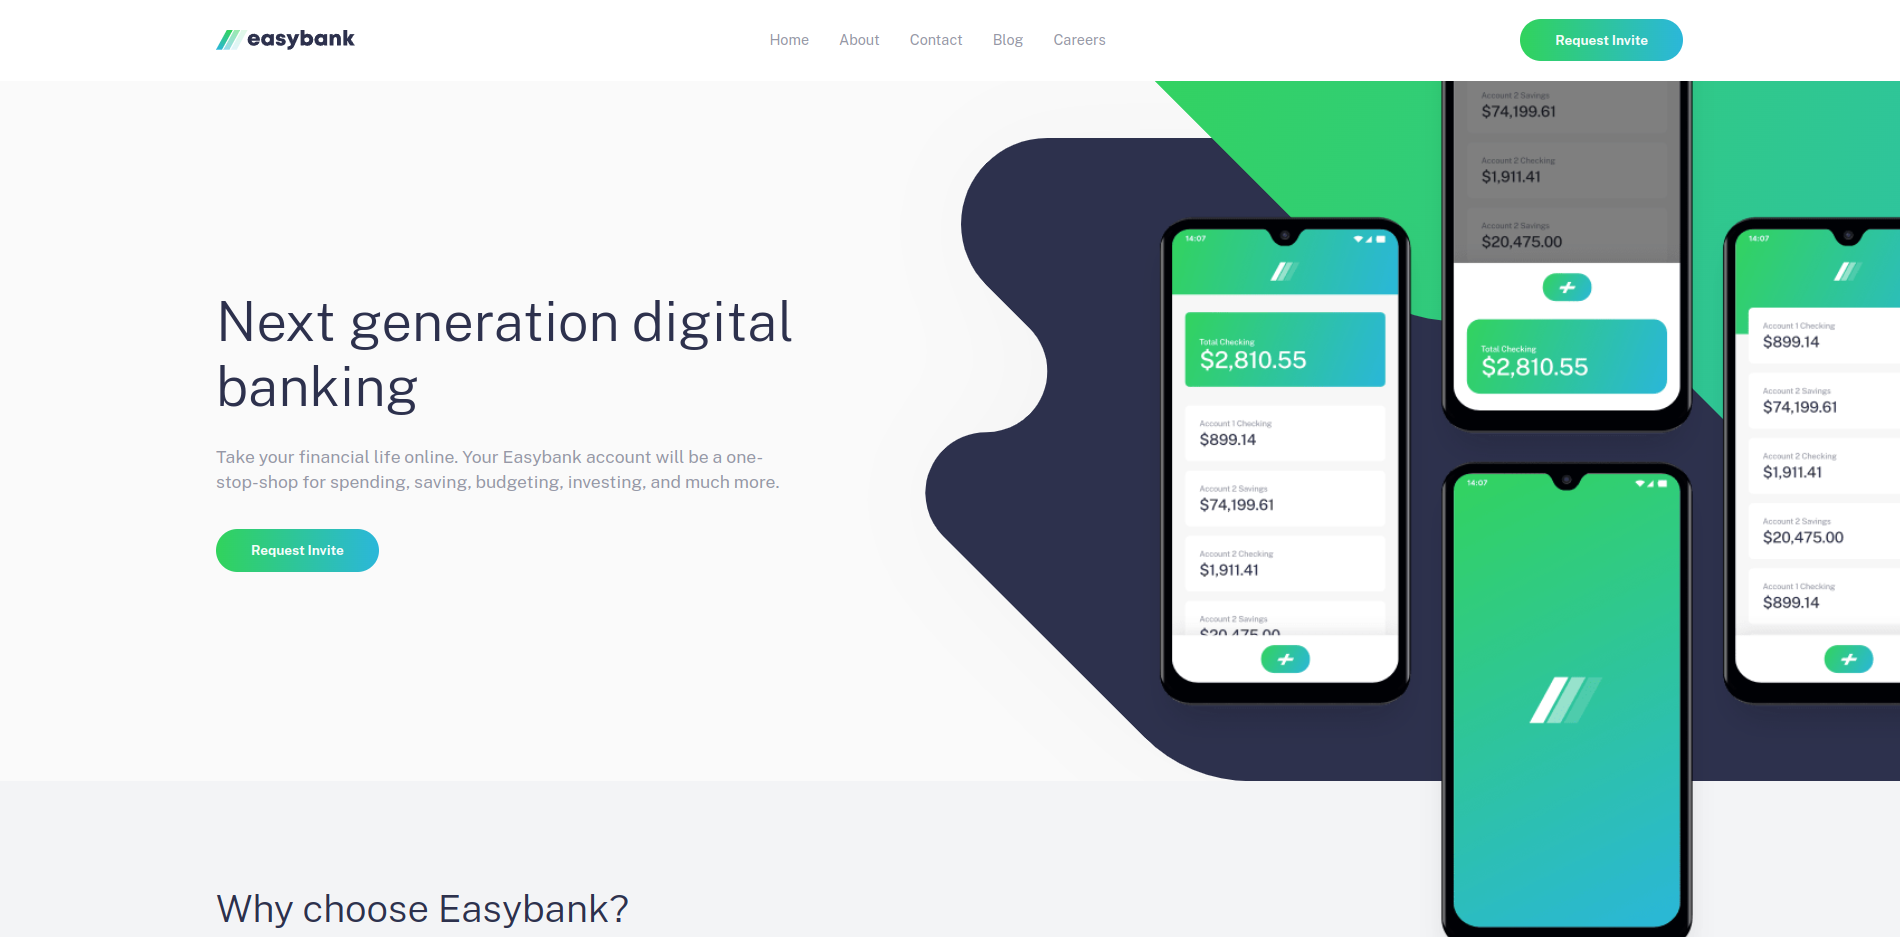 easybank
Home
About
Contact
Blog
Careers
Request Invite
Next generation digital
banking
Take your financial life online. Your Easybank account will be a one-
stop-shop for spending, saving, budgeting, investing, and much more.
Request Invite
14:07
Total Checking
$2,810.55
Account 1 Checking
$899.14
Account 2 Savings
$74,199.61
Account 2 Checking
$1,911.41
Account 2 Savings
$20,475.00
Account 2 Savings
$74,199.61
Account 2 Checking
$1,911.41
Account 2 Savings
$20,475.00
Total Checking
$2,810.55
14:07
14:07
Account 1 Checking
$899.14
Account 2 Savings
$74,199.61
Account 2 Checking
$1,911.41
Account 2 Savings
$20,475.00
Account 1 Checking
$899.14
Why choose Easybank?